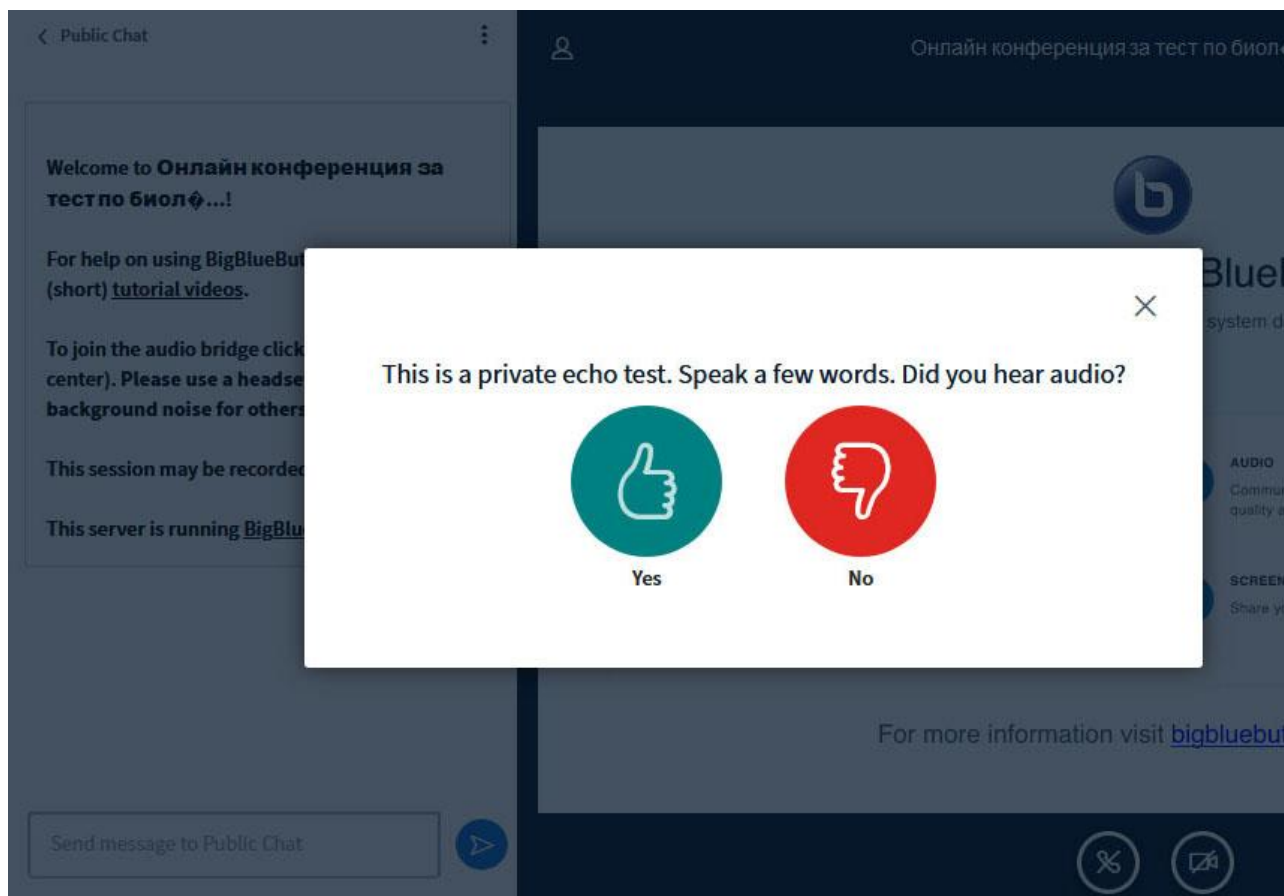 Public Chat
Онлайн конференция за тест по биол�
Welcome to Онлайн конференция за
тест по биол�...!
For help on using BigBlueBut
(short) tutorial videos.
To join the audio bridge click
center). Please use a headse
background noise for others
This session may be recorded
This server is running BigBlu
This is a private echo test. Speak a few words. Did you hear audio?
Yes
No
Blue
system d
AUDIO
Commun
quality a
SCREEN
Share yo
For more information visit bigbluebut
Send message to Public Chat